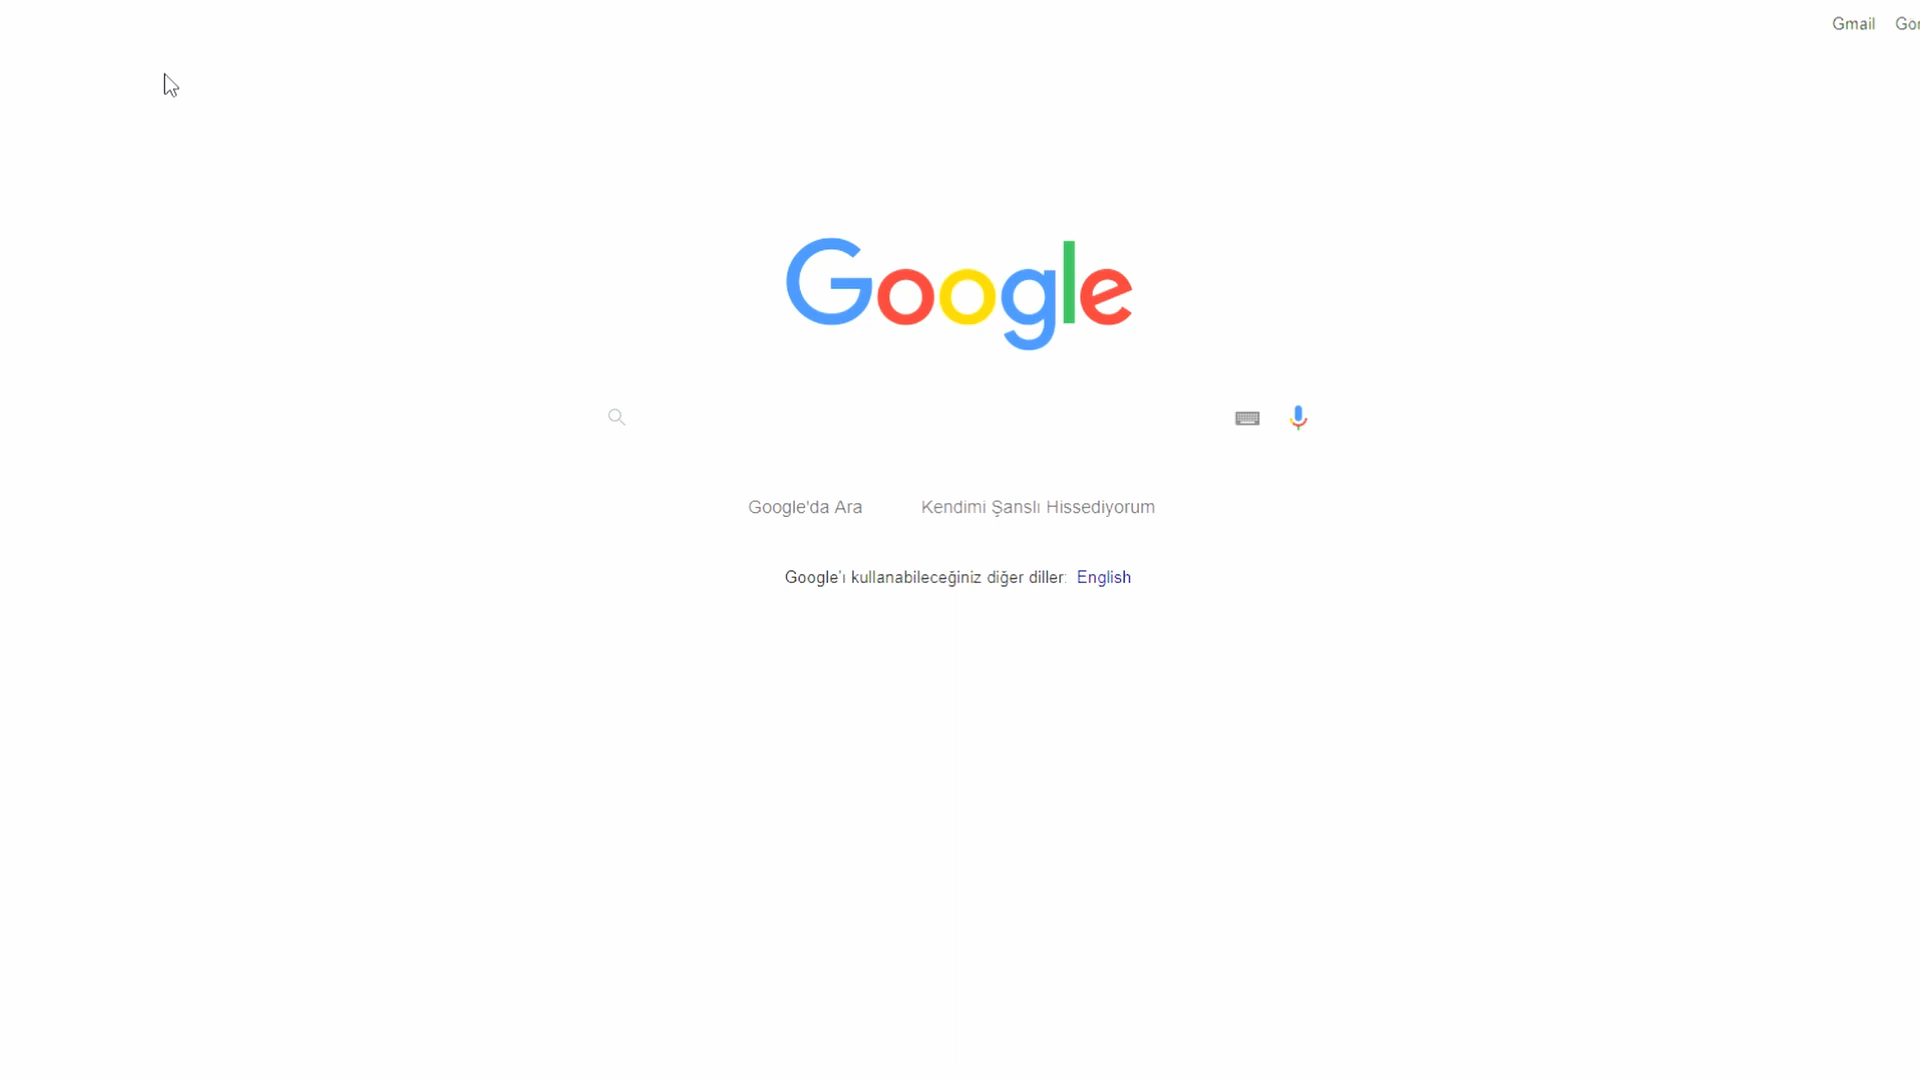 Gmail
Google
Google'da Ara Kendimi Şanslı Hissediyorum
Google'ı kullanabileceğiniz diğer diller: English